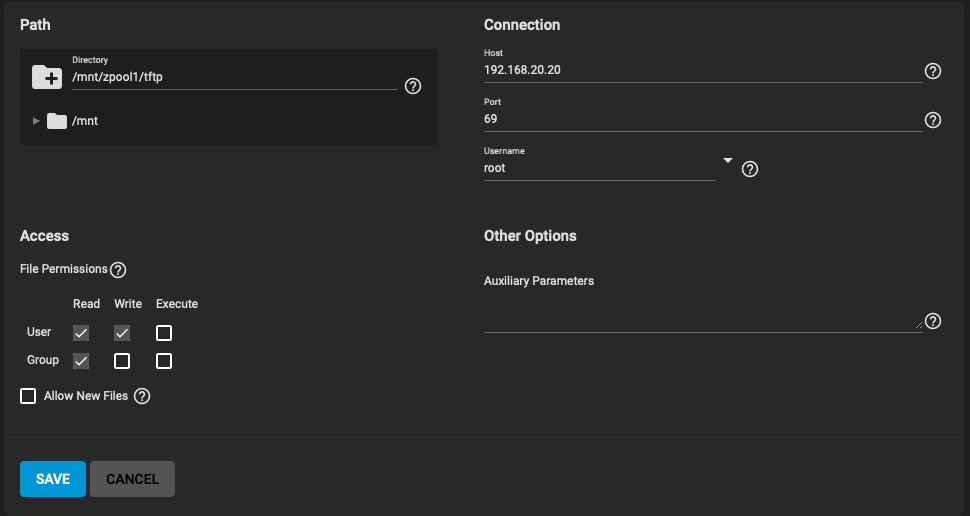 Path
Directory
/mnt/zpool1/tftp
/mnt
Connection
Host
192.168.20.20
Port
69
Username
root
Access
File Permissions
Read Write Execute
User
Group
Allow New Files
Other Options
Auxiliary Parameters
SAVE CANCEL